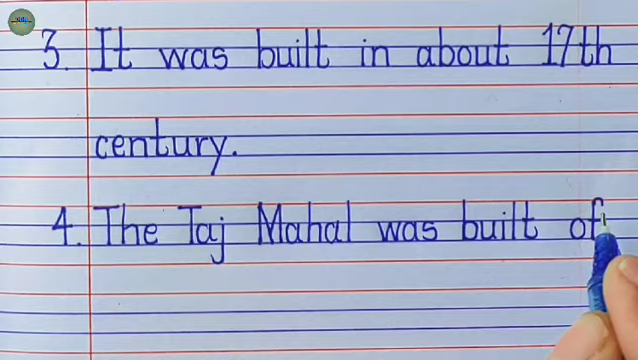 3. It was built in about 17th
century.
4. The Taj Mahal was built of